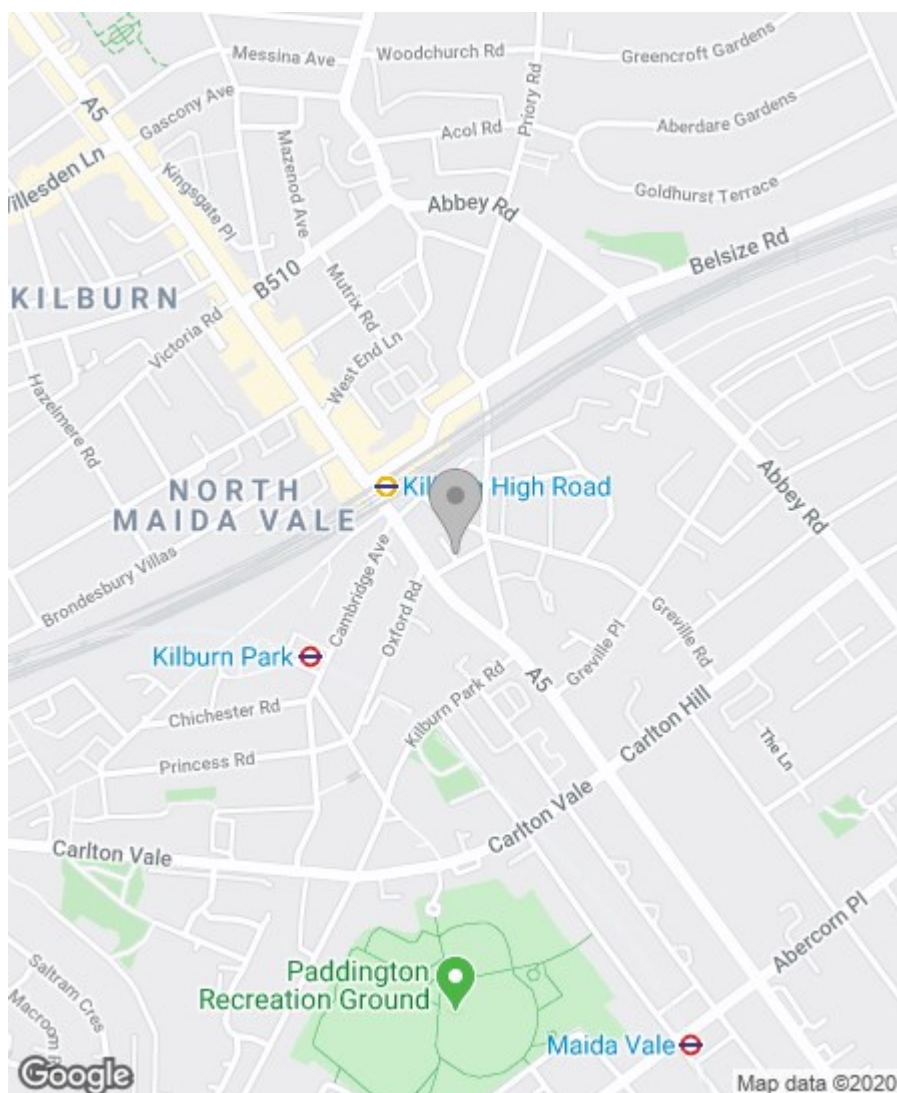 Messina Ave
Woodchurch Rd
Greencroft Gardens
A5
Gascony Ave
Priory Rd
Acol Rd
Aberdare Gardens
Willesden Ln
Mazenod Ave
Kingsgate Pl
Goldhurst Terrace
Abbey Rd
Belsize Rd
B510
KILBURN
Mutrix Rd
Victoria Rd
West End Ln
Hazelmere Rd
NORTH
MAIDA VALE
High Road
Abbey Rd
Brondesbury Villas
Cambridge Ave
Oxford Rd
Greville Rd
Greville Pl
Kilburn Park
A5
Kilburn Park Rd
Chichester Rd
Carlton Hill
The Ln
Princess Rd
Carlton Vale
Carlton Vale
Abercorn Pl
Saltram Cres
Macroom
Paddington
Recreation Ground
Maida Vale
Google
Map data ©2020